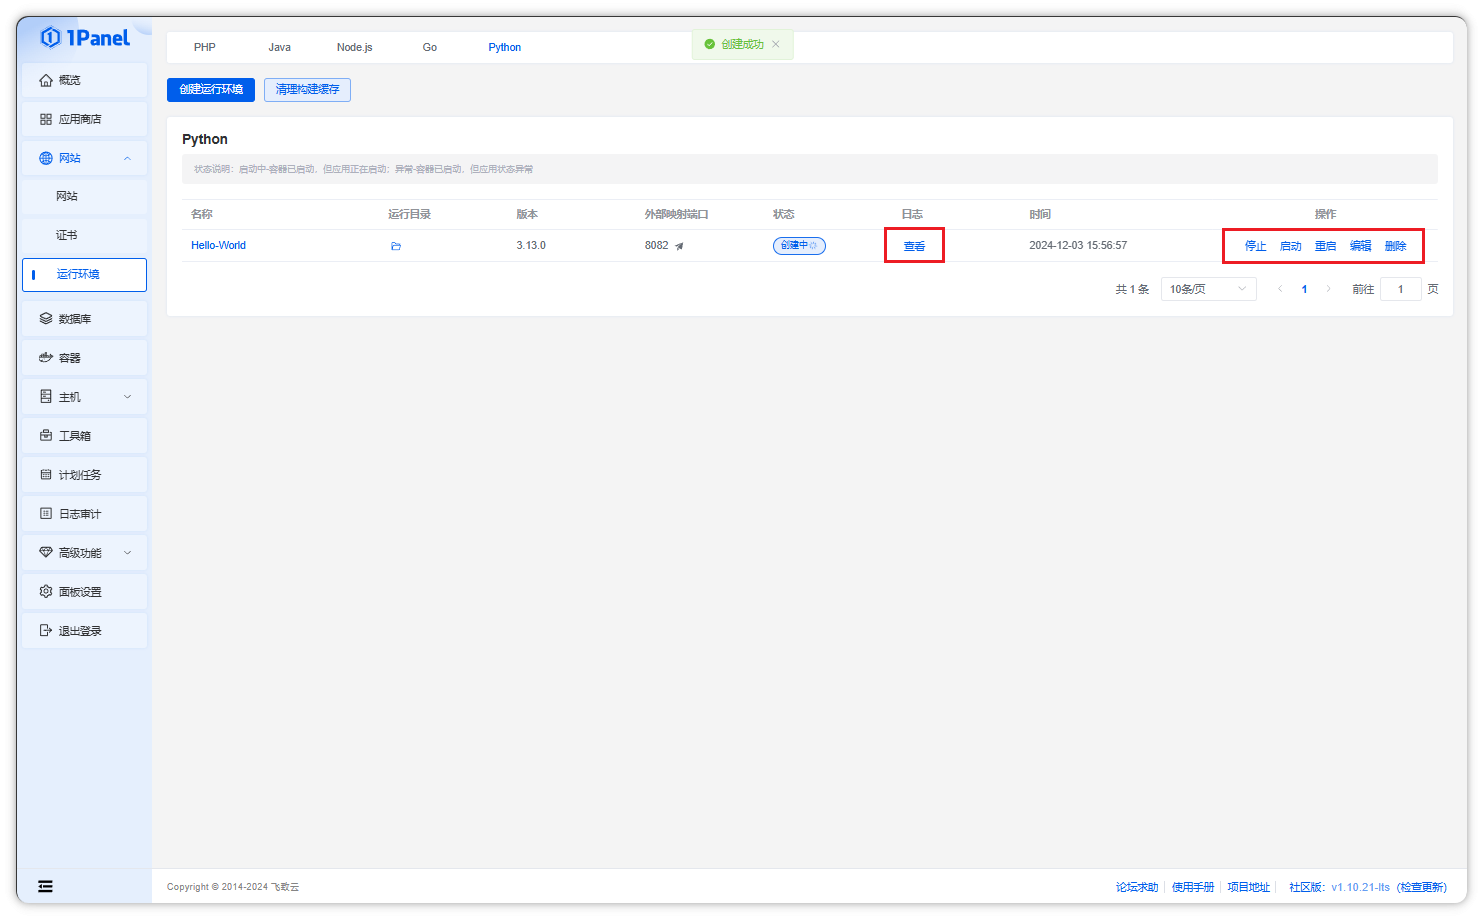 1Panel
概览
应用商店
网站
网站
证书
运行环境
数据库
容器
主机
工具箱
计划任务
日志审计
高级功能
面板设置
退出登录
PHP Java Node.js Go Python
创建成功
创建运行环境 清理构建缓存
Python
状态说明：启动中-容器已启动，但应用正在启动；异常-容器已启动，但应用状态异常
名称 运行目录 版本 外部映射端口 状态 日志 时间 操作
Hello-World 3.13.0 8082 创建中 查看 2024-12-03 15:56:57 停止 启动 重启 编辑 删除
共 1 条 10条/页 1 前往 1 页
Copyright © 2014-2024 飞致云
论坛求助 使用手册 项目地址 社区版： v1.10.21-lts (检查更新)